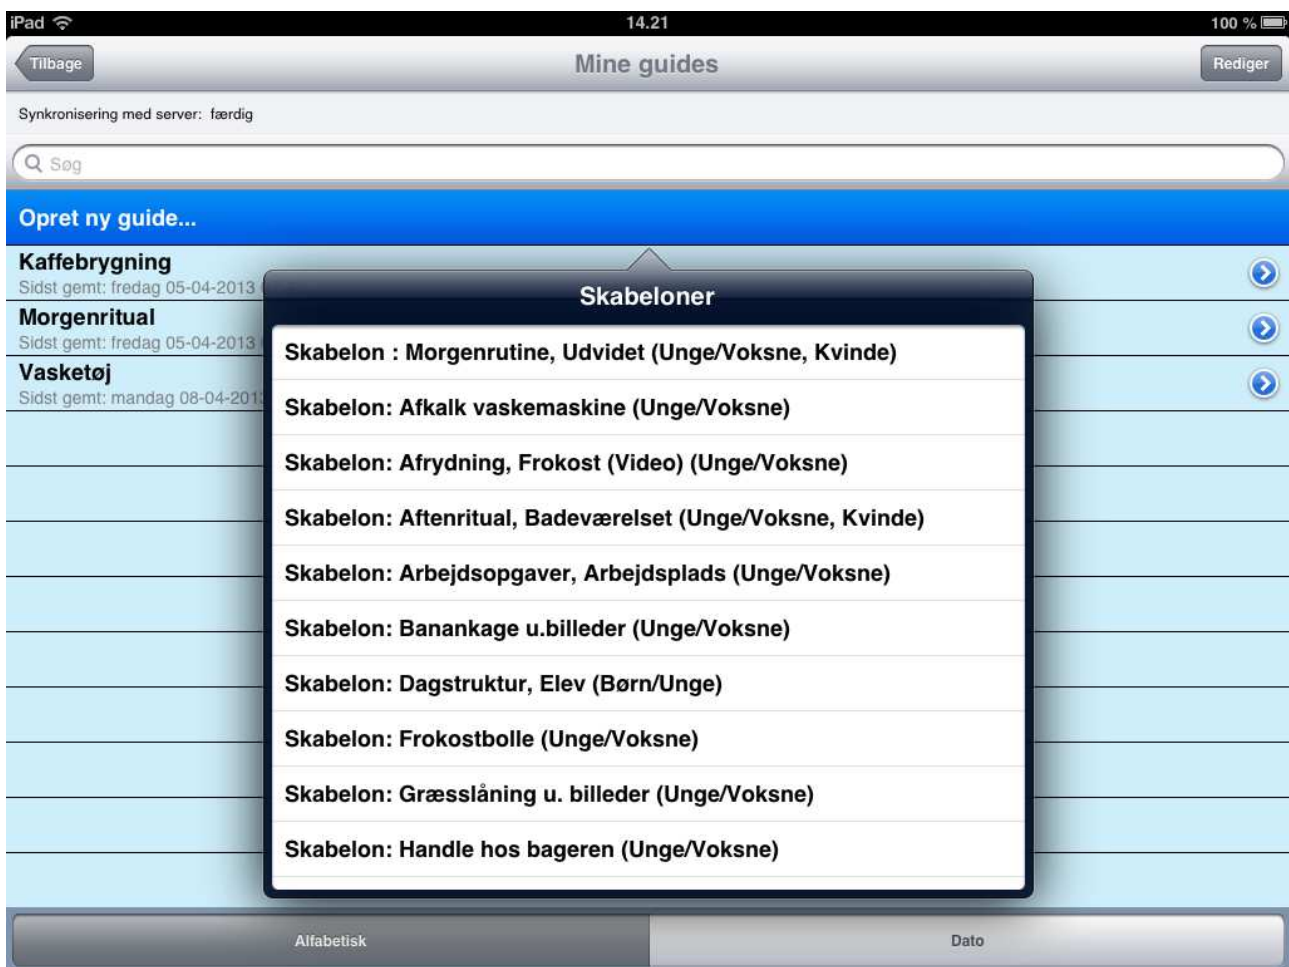 iPad 14.21 100 %
Tilbage Mine guides Rediger
Synkronisering med server: færdig
Søg
Opret ny guide...
Kaffebrygning
Sidst gemt: fredag 05-04-2013
Morgenritual
Sidst gemt: fredag 05-04-2013
Vasketøj
Sidst gemt: mandag 08-04-201
Skabeloner
Skabelon : Morgenrutine, Udvidet (Unge/Voksne, Kvinde)
Skabelon: Afkalk vaskemaskine (Unge/Voksne)
Skabelon: Afrydning, Frokost (Video) (Unge/Voksne)
Skabelon: Aftenritual, Badeværelset (Unge/Voksne, Kvinde)
Skabelon: Arbejdsopgaver, Arbejdsplads (Unge/Voksne)
Skabelon: Banankage u.billeder (Unge/Voksne)
Skabelon: Dagstruktur, Elev (Børn/Unge)
Skabelon: Frokostbolle (Unge/Voksne)
Skabelon: Græsslåning u. billeder (Unge/Voksne)
Skabelon: Handle hos bageren (Unge/Voksne)
Alfabetisk Dato